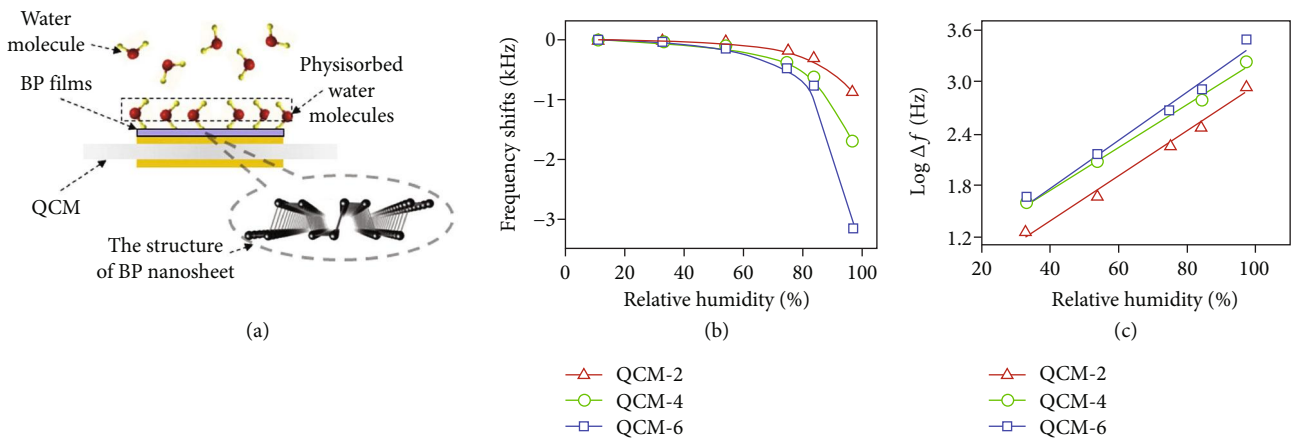 Water
molecule
BP films
Physisorbed
water
molecules
QCM
The structure
of BP nanosheet
(a)
Frequency shifts (kHz)
0
−1
−2
−3
0 20 40 60 80 100
Relative humidity (%)
(b)
QCM-2
QCM-4
QCM-6
Log Δf (Hz)
3.6
3.0
2.4
1.8
1.2
20 40 60 80 100
Relative humidity (%)
(c)
QCM-2
QCM-4
QCM-6